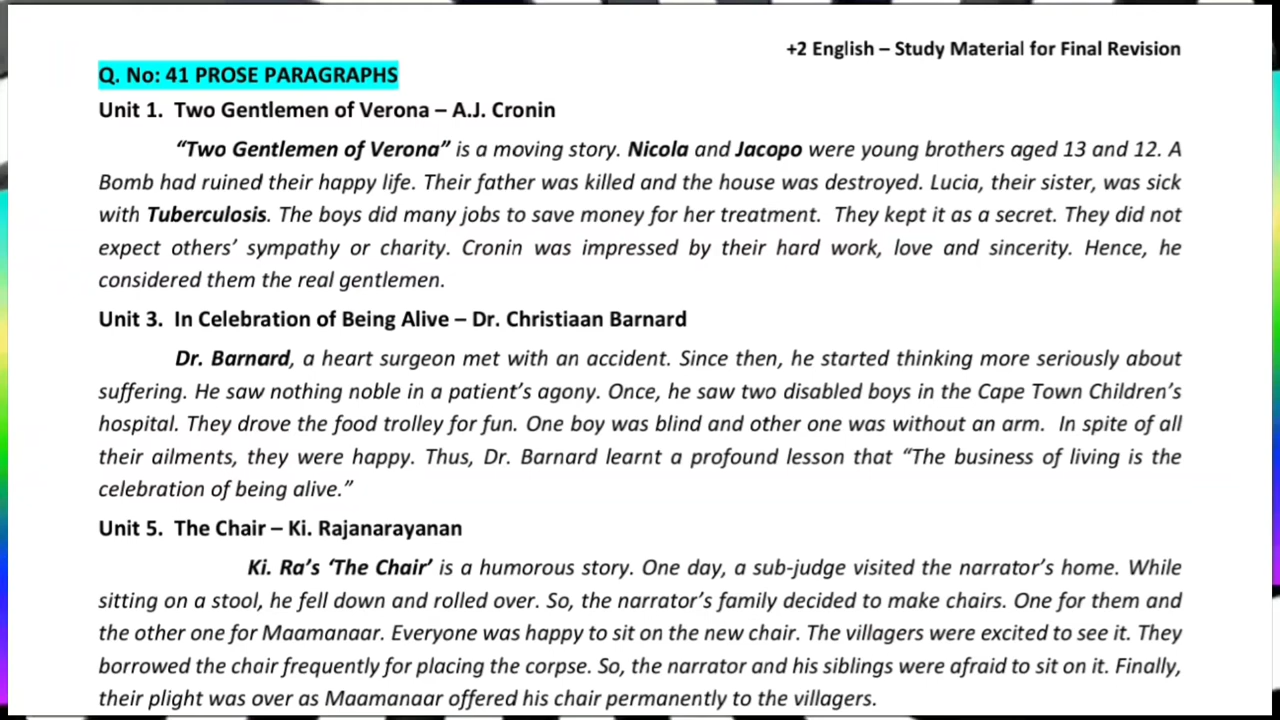 +2 English – Study Material for Final Revision
Q. No: 41 PROSE PARAGRAPHS
Unit 1. Two Gentlemen of Verona – A.J. Cronin
“Two Gentlemen of Verona” is a moving story. Nicola and Jacopo were young brothers aged 13 and 12. A
Bomb had ruined their happy life. Their father was killed and the house was destroyed. Lucia, their sister, was sick
with Tuberculosis. The boys did many jobs to save money for her treatment. They kept it as a secret. They did not
expect others’ sympathy or charity. Cronin was impressed by their hard work, love and sincerity. Hence, he
considered them the real gentlemen.
Unit 3. In Celebration of Being Alive – Dr. Christiaan Barnard
Dr. Barnard, a heart surgeon met with an accident. Since then, he started thinking more seriously about
suffering. He saw nothing noble in a patient’s agony. Once, he saw two disabled boys in the Cape Town Children’s
hospital. They drove the food trolley for fun. One boy was blind and other one was without an arm. In spite of all
their ailments, they were happy. Thus, Dr. Barnard learnt a profound lesson that “The business of living is the
celebration of being alive.”
Unit 5. The Chair – Ki. Rajanarayanan
Ki. Ra’s ‘The Chair’ is a humorous story. One day, a sub-judge visited the narrator’s home. While
sitting on a stool, he fell down and rolled over. So, the narrator’s family decided to make chairs. One for them and
the other one for Maamanaar. Everyone was happy to sit on the new chair. The villagers were excited to see it. They
borrowed the chair frequently for placing the corpse. So, the narrator and his siblings were afraid to sit on it. Finally,
their plight was over as Maamanaar offered his chair permanently to the villagers.